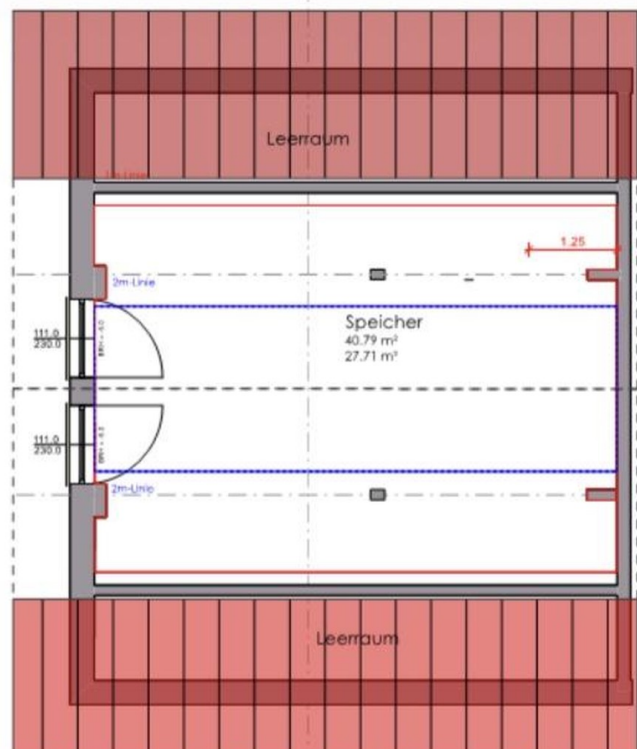 Leerraum
1m-Linie
1.25
2m-Linie
Speicher
40.79 m²
27.71 m²
111.0
230.0
111.0
230.0
2m-Linie
Leerraum